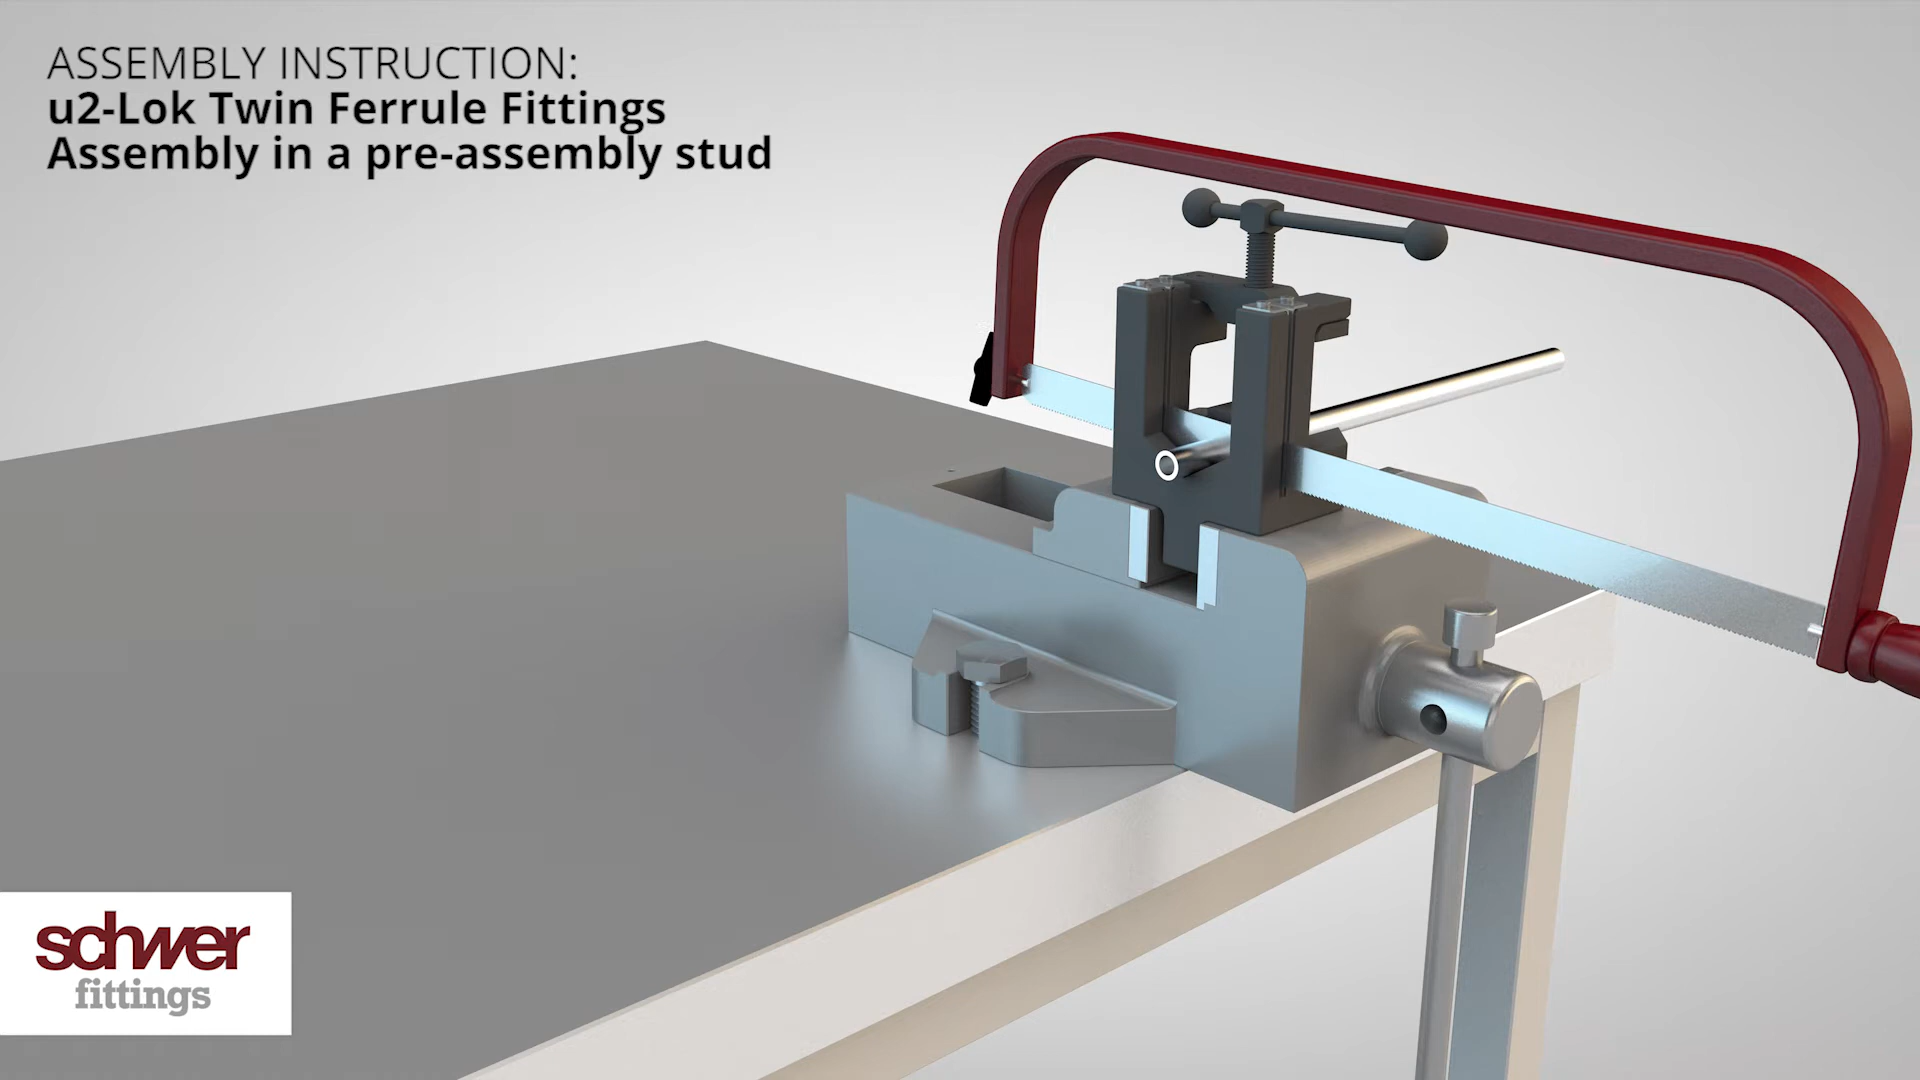 ASSEMBLY INSTRUCTION:
u2-Lok Twin Ferrule Fittings
Assembly in a pre-assembly stud
schwer
fittings